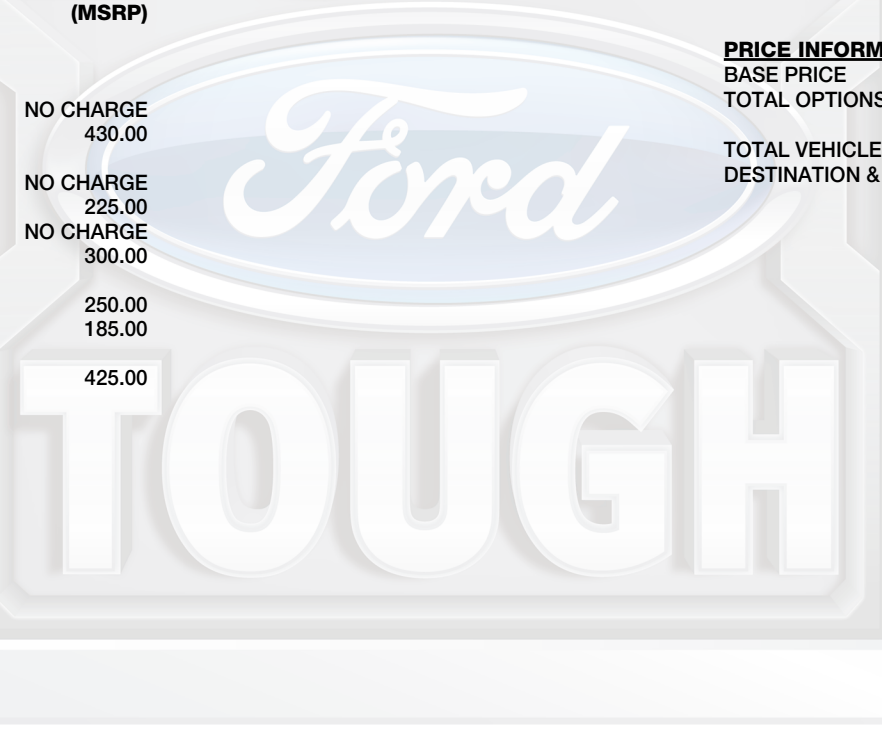 (MSRP)
NO CHARGE
430.00
NO CHARGE
225.00
NO CHARGE
300.00
250.00
185.00
425.00
PRICE INFORM
BASE PRICE
TOTAL OPTIONS
TOTAL VEHICLE
DESTINATION &
Ford
TOUGH